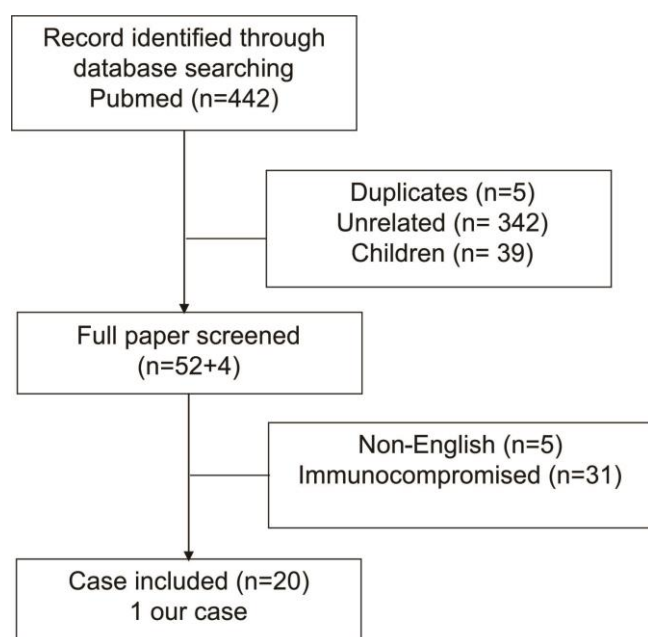 Record identified through
database searching
Pubmed (n=442)
Duplicates (n=5)
Unrelated (n= 342)
Children (n= 39)
Full paper screened
(n=52+4)
Non-English (n=5)
Immunocompromised (n=31)
Case included (n=20)
1 our case